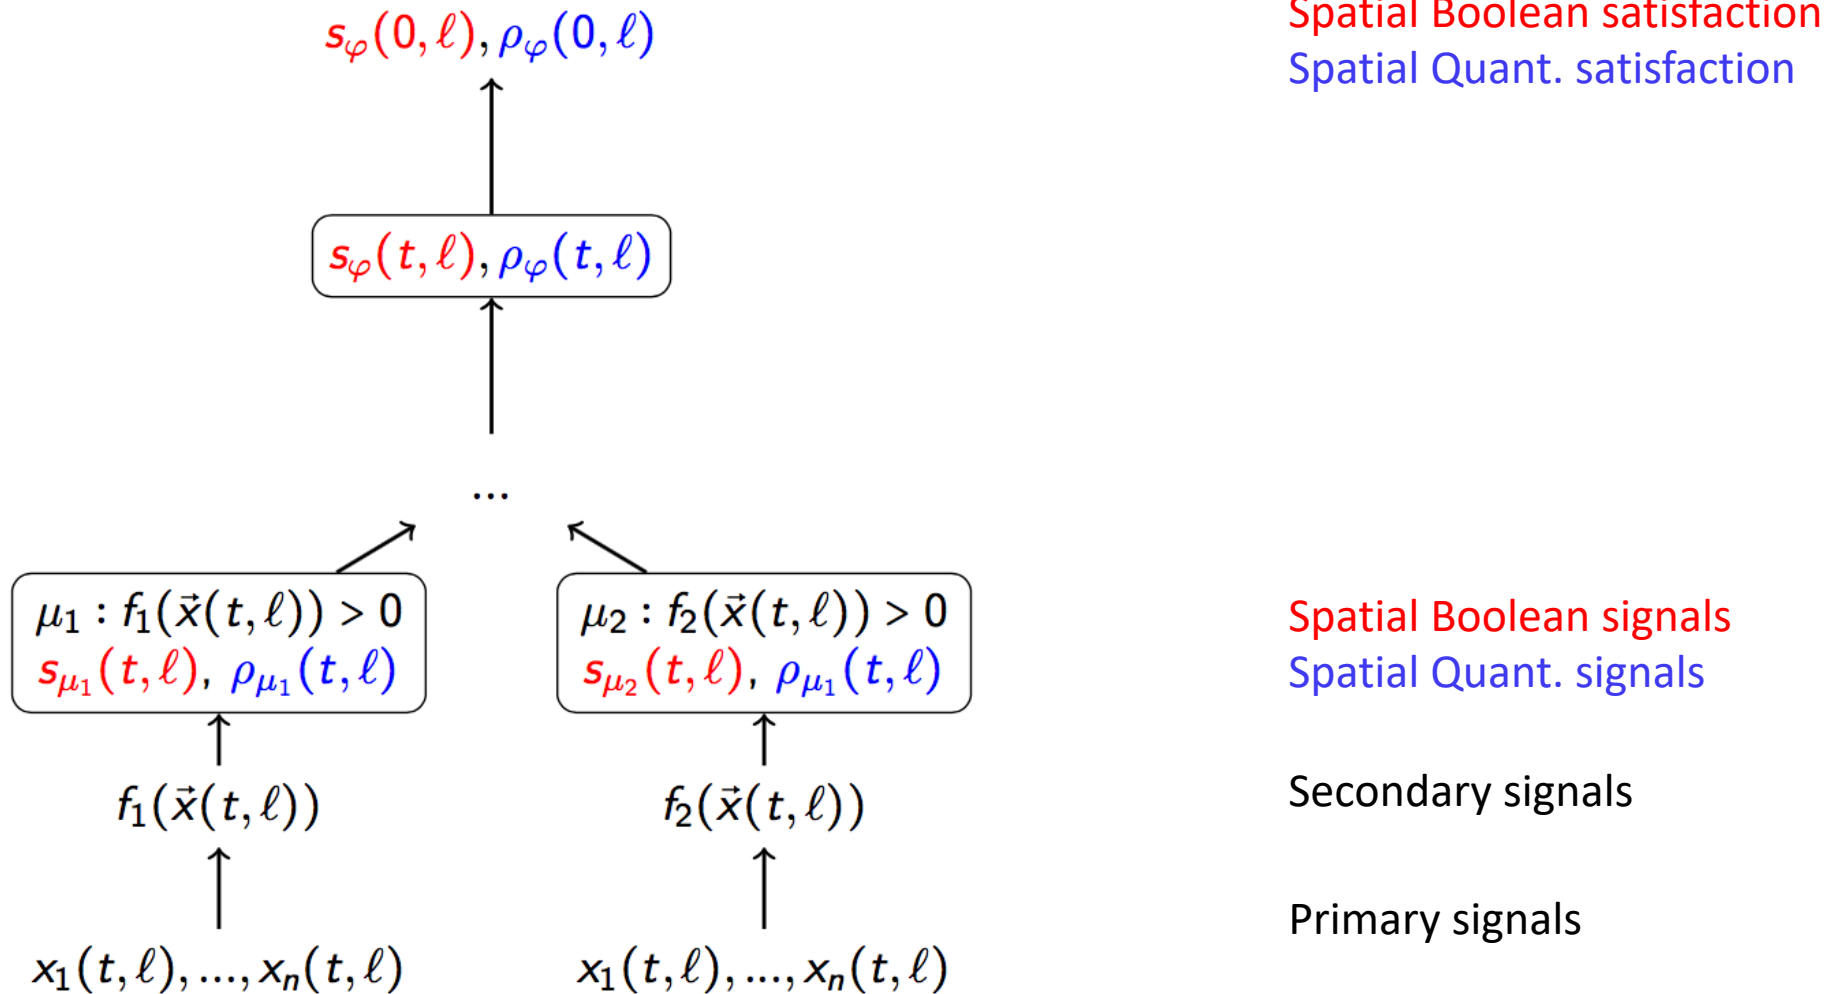 s_φ(0, ℓ), ρ_φ(0, ℓ)
Spatial Boolean satisfaction
Spatial Quant. satisfaction
s_φ(t, ℓ), ρ_φ(t, ℓ)
...
μ₁ : f₁(x⃗(t, ℓ)) > 0
s_μ₁(t, ℓ), ρ_μ₁(t, ℓ)
μ₂ : f₂(x⃗(t, ℓ)) > 0
s_μ₂(t, ℓ), ρ_μ₁(t, ℓ)
Spatial Boolean signals
Spatial Quant. signals
f₁(x⃗(t, ℓ))
f₂(x⃗(t, ℓ))
Secondary signals
x₁(t, ℓ), ..., xₙ(t, ℓ)
x₁(t, ℓ), ..., xₙ(t, ℓ)
Primary signals